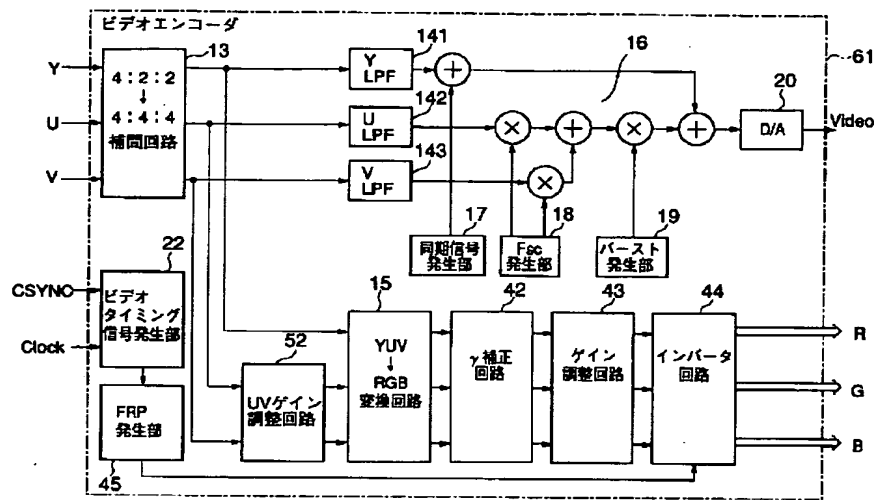 ビデオエンコーダ
13
Y
U
V
4:2:2
↓
4:4:4
補間回路
141
Y
LPF
142
U
LPF
143
V
LPF
16
61
20
D/A
Video
17
同期信号
発生部
18
Fsc
発生部
19
バースト発生部
22
CSYNC
Clock
ビデオ
タイミング
信号発生部
FRP
発生部
45
52
UVゲイン
調整回路
15
YUV
↓
RGB
変換回路
42
γ補正
回路
43
ゲイン
調整回路
44
インバータ
回路
R
G
B